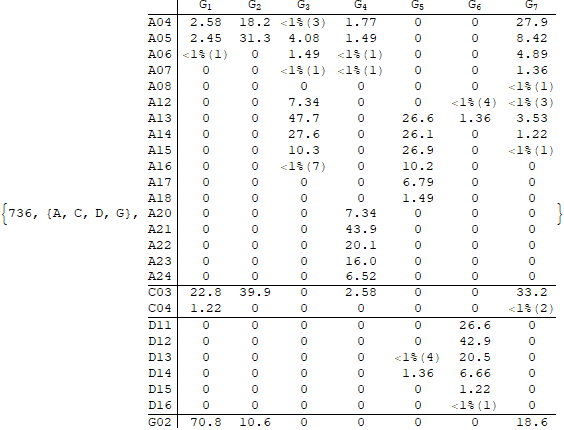 G₁ G₂ G₃ G₄ G₅ G₆ G₇
A04 2.58 18.2 <1%(3) 1.77 0 0 27.9
A05 2.45 31.3 4.08 1.49 0 0 8.42
A06 <1%(1) 0 1.49 <1%(1) 0 0 4.89
A07 0 0 <1%(1) <1%(1) 0 0 1.36
A08 0 0 0 0 0 0 <1%(1)
A12 0 0 7.34 0 0 <1%(4) <1%(3)
A13 0 0 47.7 0 26.6 1.36 3.53
A14 0 0 27.6 0 26.1 0 1.22
A15 0 0 10.3 0 26.9 0 <1%(1)
A16 0 0 <1%(7) 0 10.2 0 0
A17 0 0 0 0 6.79 0 0
A18 0 0 0 0 1.49 0 0
{736, {A, C, D, G}, A20 0 0 0 7.34 0 0 0 }
A21 0 0 0 43.9 0 0 0
A22 0 0 0 20.1 0 0 0
A23 0 0 0 16.0 0 0 0
A24 0 0 0 6.52 0 0 0
C03 22.8 39.9 0 2.58 0 0 33.2
C04 1.22 0 0 0 0 0 <1%(2)
D11 0 0 0 0 0 26.6 0
D12 0 0 0 0 0 42.9 0
D13 0 0 0 0 <1%(4) 20.5 0
D14 0 0 0 0 1.36 6.66 0
D15 0 0 0 0 0 1.22 0
D16 0 0 0 0 0 <1%(1) 0
G02 70.8 10.6 0 0 0 0 18.6